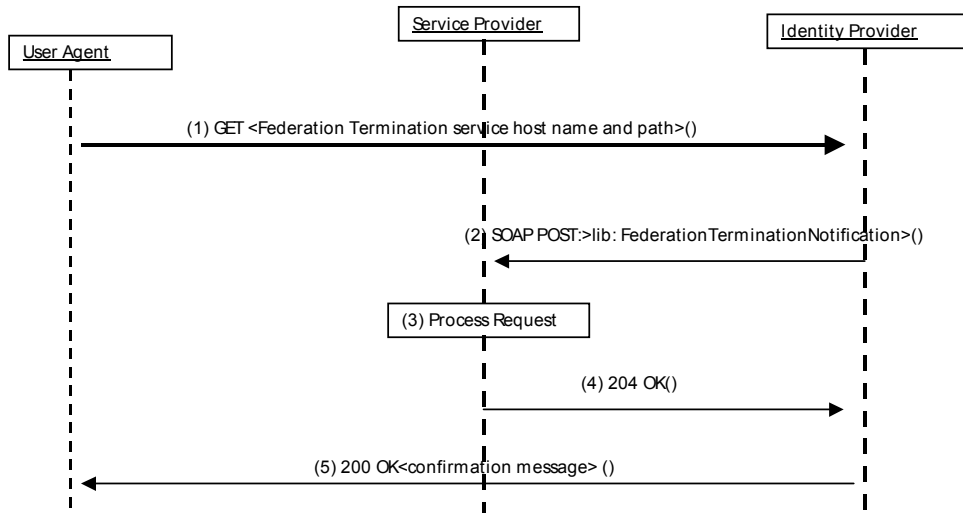 Service Provider
Identity Provider
User Agent
(1) GET <Federation Termination service host name and path>()
(2) SOAP POST:>lib: FederationTerminationNotification>()
(3) Process Request
(4) 204 OK()
(5) 200 OK<confirmation message> ()